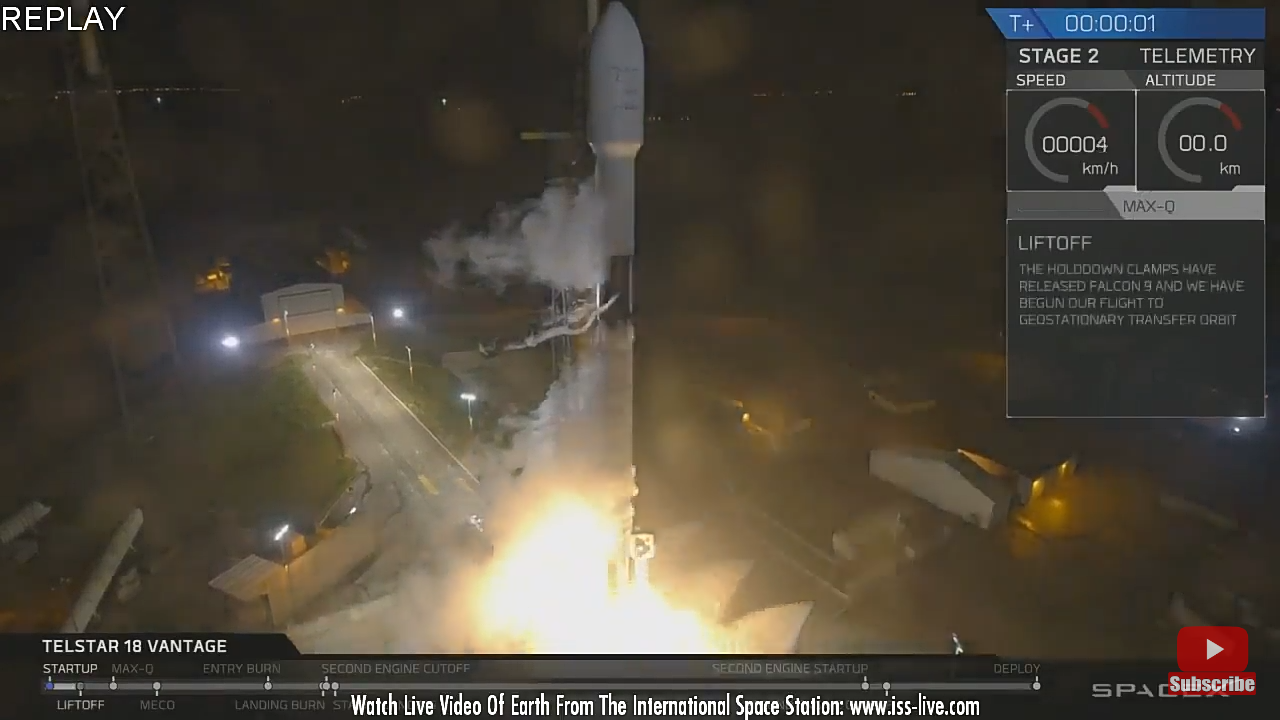 REPLAY
T+ 00:00:01
STAGE 2 TELEMETRY
SPEED ALTITUDE
00004 00.0
km/h km
MAX-Q
LIFTOFF
THE HOLDDOWN CLAMPS HAVE
RELEASED FALCON 9 AND WE HAVE
BEGUN OUR FLIGHT TO
GEOSTATIONARY TRANSFER ORBIT
TELSTAR 18 VANTAGE
STARTUP MAX-Q ENTRY BURN SECOND ENGINE CUTOFF SECOND ENGINE STARTUP DEPLOY
LIFTOFF MECO LANDING BURN
SPACEX
Subscribe
Watch Live Video Of Earth From The International Space Station: www.iss-live.com